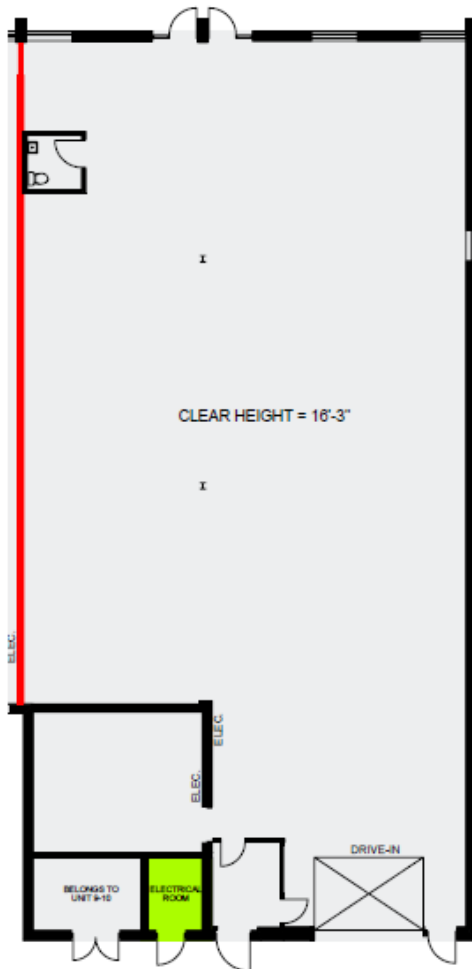 CLEAR HEIGHT = 16'-3"
ELEC.
ELEC.
ELEC.
DRIVE-IN
BELONGS TO
UNIT 9-10
ELECTRICAL
ROOM